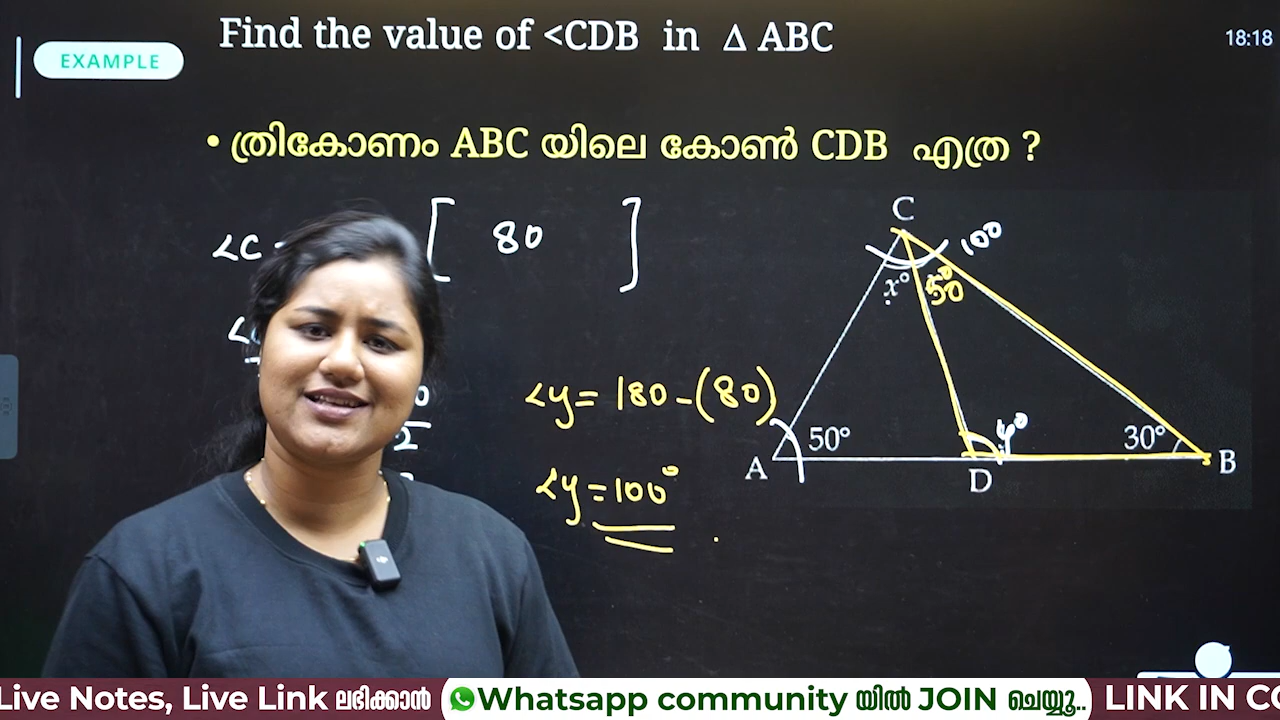 Find the value of <CDB in Δ ABC
18:18
EXAMPLE
• ത്രികോണം ABC യിലെ കോൺ CDB എത്ര ?
<C
[ 80 ]
C
100
x° 50
<y = 180 - (80)
50°
y°
30°
A
D
B
2
<y = 100°
Live Notes, Live Link ലഭിക്കാൻ
Whatsapp community യിൽ JOIN ചെയ്യൂ..
LINK IN CO